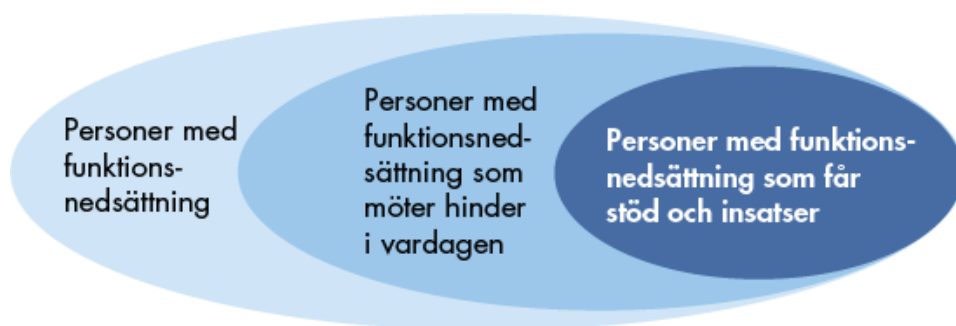 Personer med
funktions-
nedsättning
Personer med
funktionsned-
sättning som
möter hinder
i vardagen
Personer med funktions-
nedsättning som får
stöd och insatser